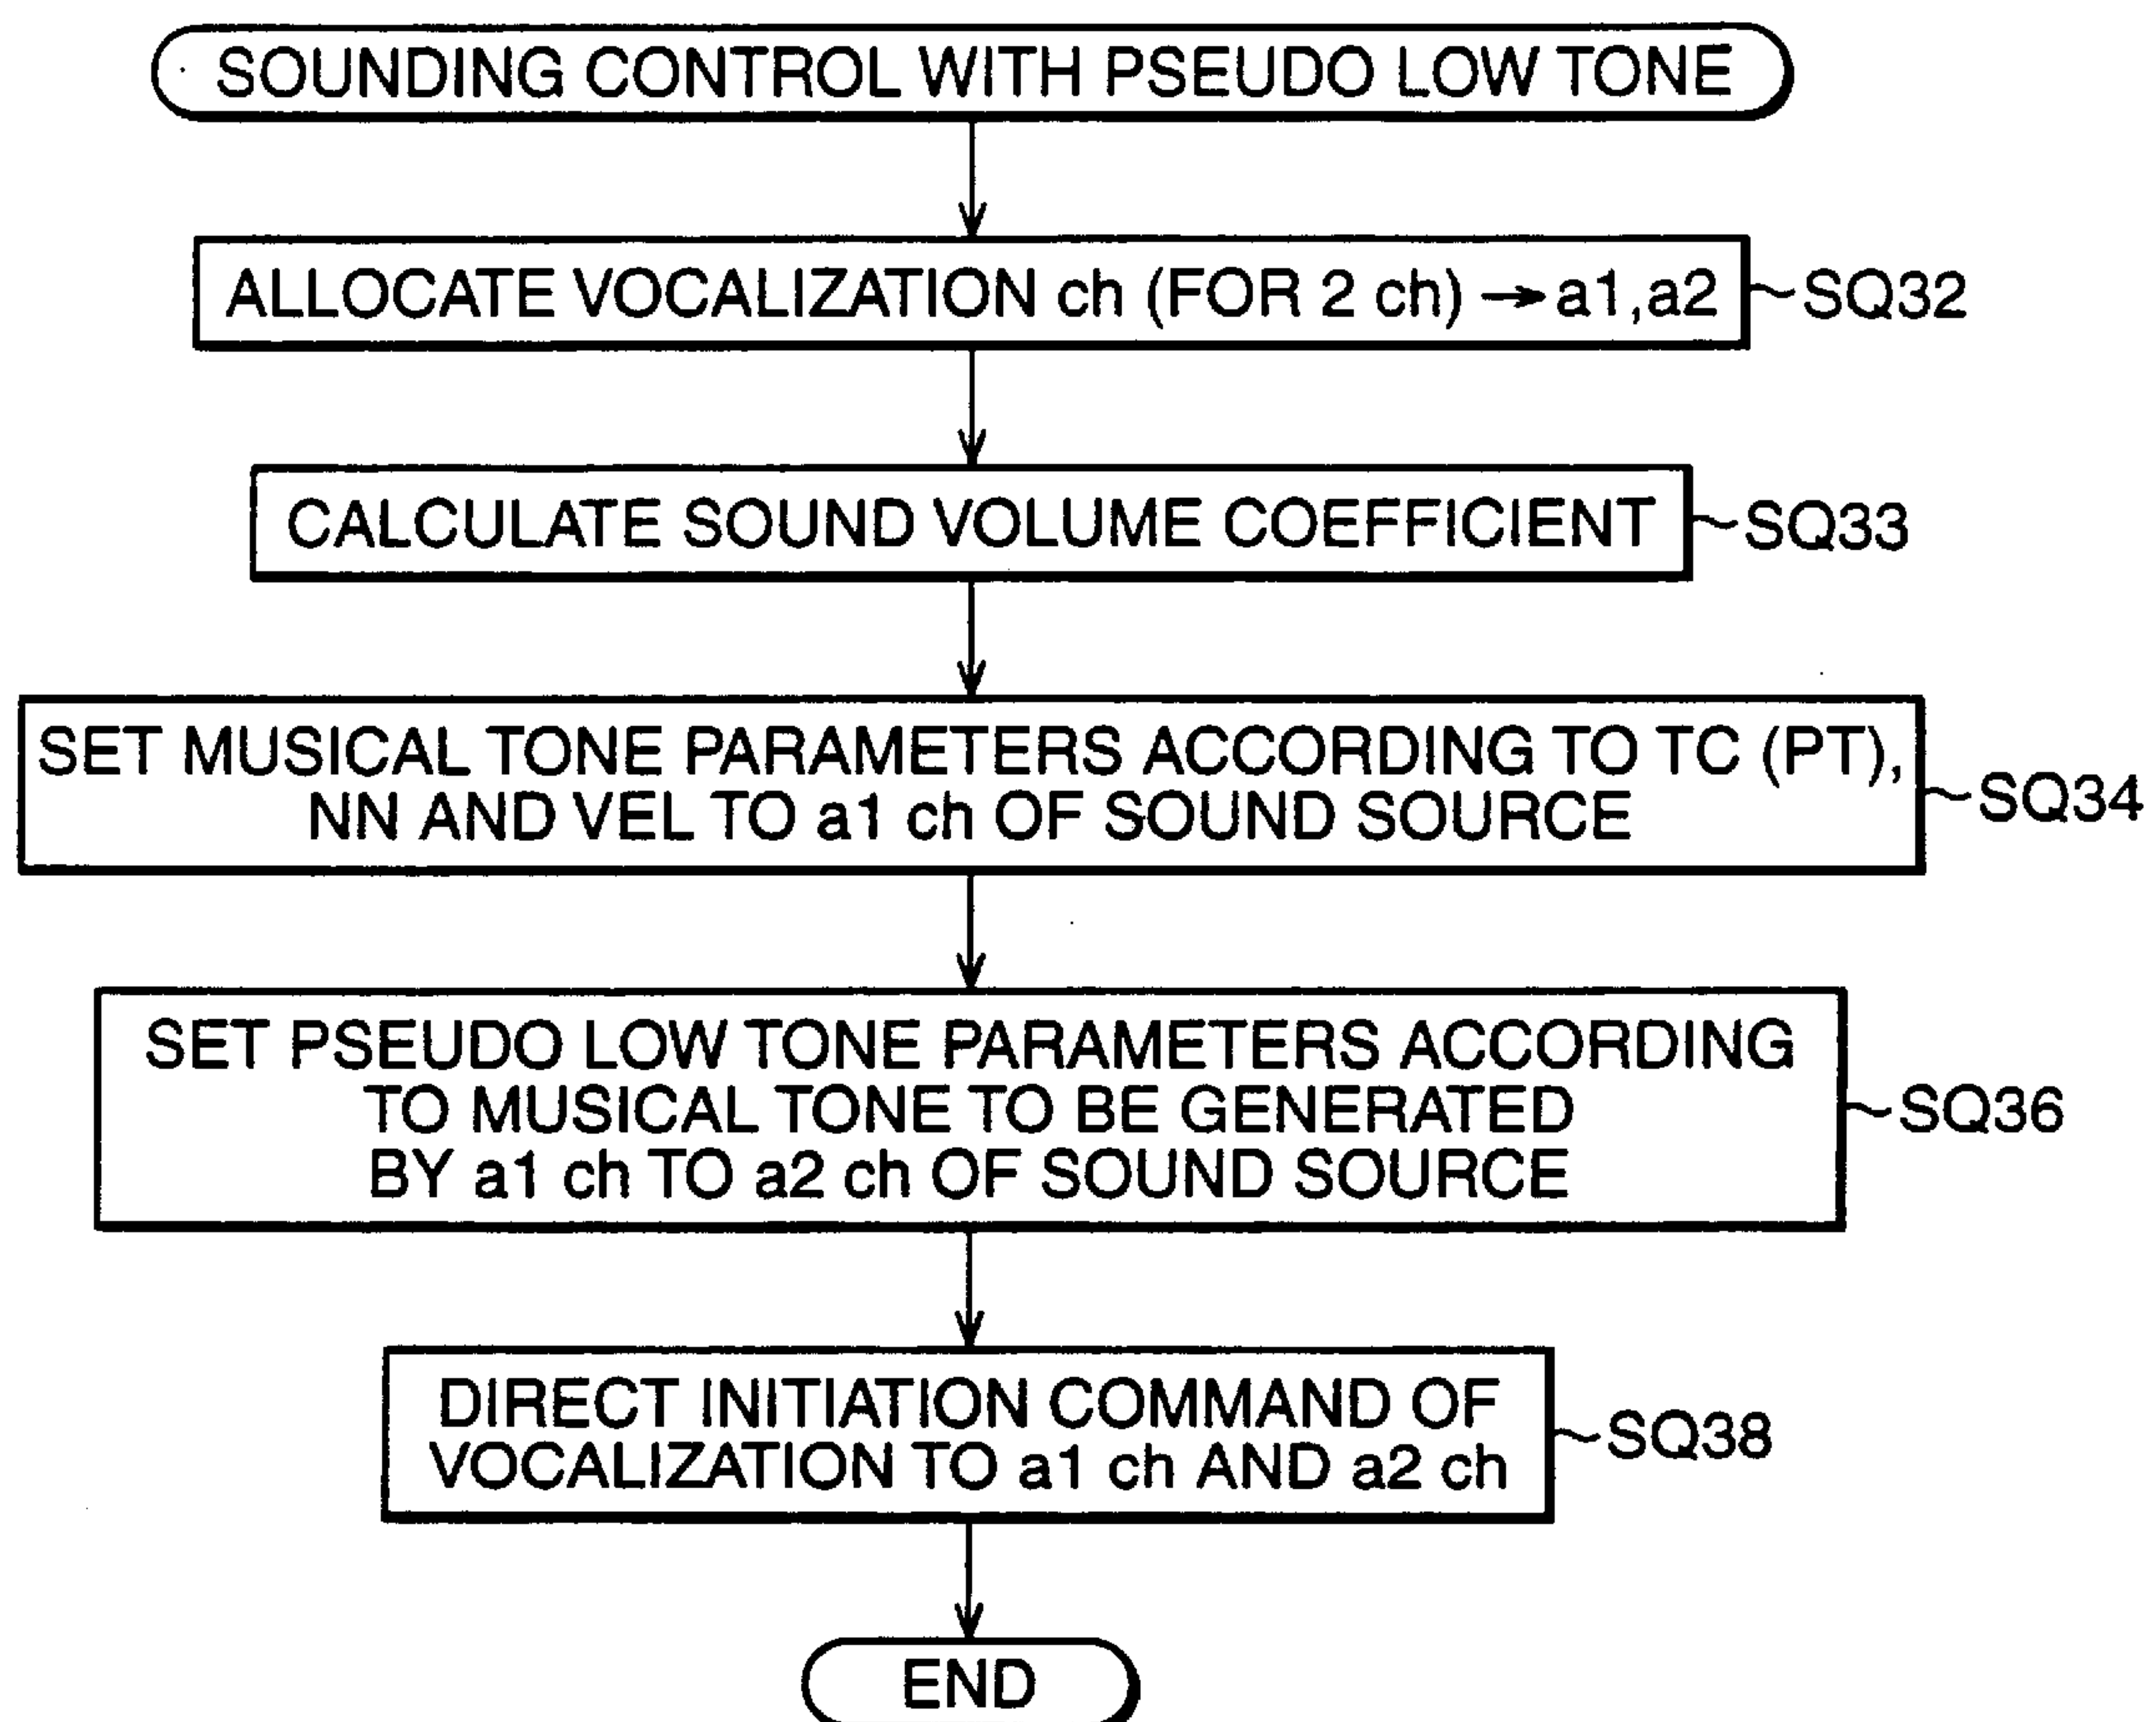 SOUNDING CONTROL WITH PSEUDO LOW TONE
ALLOCATE VOCALIZATION ch (FOR 2 ch) → a1,a2
SQ32
CALCULATE SOUND VOLUME COEFFICIENT
SQ33
SET MUSICAL TONE PARAMETERS ACCORDING TO TC (PT),
NN AND VEL TO a1 ch OF SOUND SOURCE
SQ34
SET PSEUDO LOW TONE PARAMETERS ACCORDING
TO MUSICAL TONE TO BE GENERATED
BY a1 ch TO a2 ch OF SOUND SOURCE
SQ36
DIRECT INITIATION COMMAND OF
VOCALIZATION TO a1 ch AND a2 ch
SQ38
END